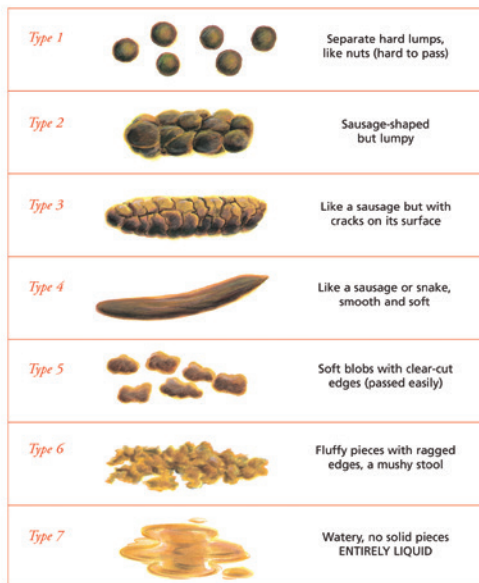 Type 1
Separate hard lumps,
like nuts (hard to pass)
Type 2
Sausage-shaped
but lumpy
Type 3
Like a sausage but with
cracks on its surface
Type 4
Like a sausage or snake,
smooth and soft
Type 5
Soft blobs with clear-cut
edges (passed easily)
Type 6
Fluffy pieces with ragged
edges, a mushy stool
Type 7
Watery, no solid pieces
ENTIRELY LIQUID